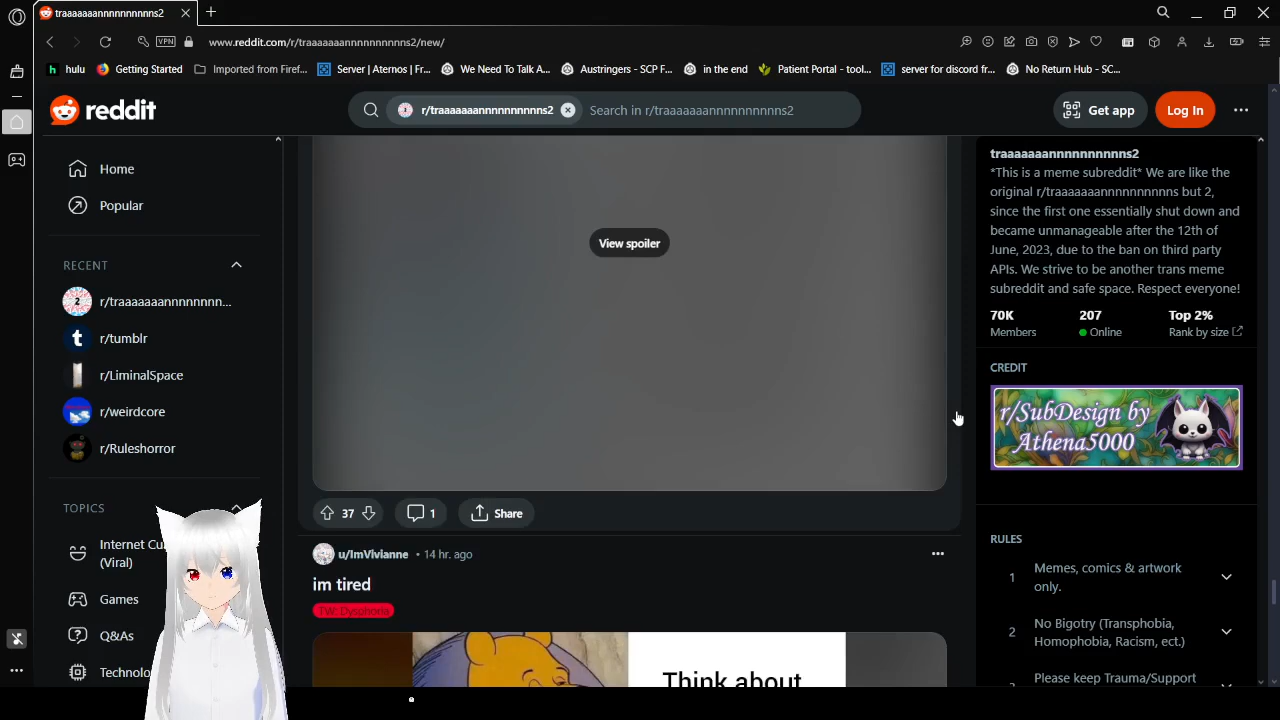 traaaaaaannnnnnnnnns2
VPN
www.reddit.com/r/traaaaaaannnnnnnnnns2/new/
hulu
Getting Started
Imported from Firef...
Server | Aternos | Fr...
We Need To Talk A...
Austringers - SCP F...
in the end
Patient Portal - tool...
server for discord fr...
No Return Hub - SC...
reddit
r/traaaaaaannnnnnnnnns2
Search in r/traaaaaaannnnnnnnnns2
Get app
Log In
Home
Popular
RECENT
r/traaaaaaannnnnnn...
r/tumblr
r/LiminalSpace
r/weirdcore
r/Ruleshorror
TOPICS
Internet Cu
(Viral)
Games
Q&As
Technolo
View spoiler
37
1
Share
u/ImVivianne • 14 hr. ago
im tired
TW: Dysphoria
Think about
traaaaaaannnnnnnnnns2
*This is a meme subreddit* We are like the
original r/traaaaaaannnnnnnnnns but 2,
since the first one essentially shut down and
became unmanageable after the 12th of
June, 2023, due to the ban on third party
APIs. We strive to be another trans meme
subreddit and safe space. Respect everyone!
70K
Members
207
Online
Top 2%
Rank by size
CREDIT
r/SubDesign by
Athena5000
RULES
1
Memes, comics & artwork
only.
2
No Bigotry (Transphobia,
Homophobia, Racism, ect.)
Please keep Trauma/Support